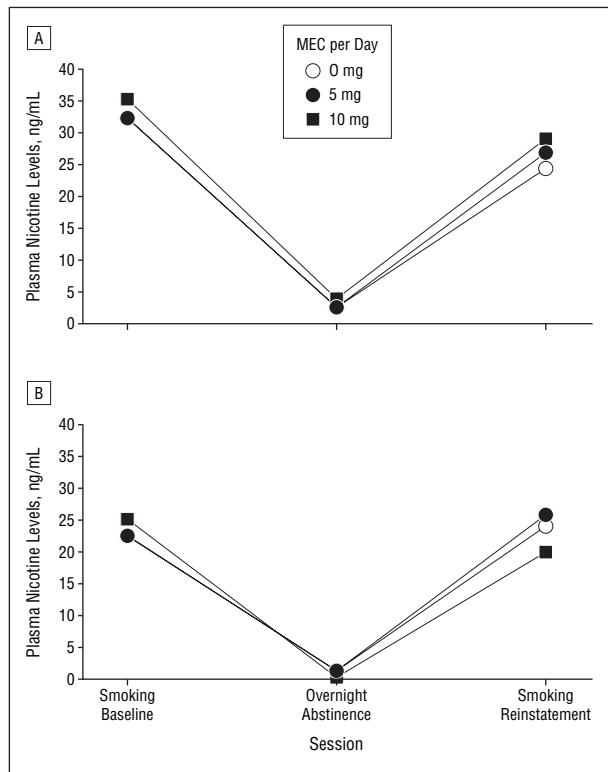 A
MEC per Day
0 mg
5 mg
10 mg
Plasma Nicotine Levels, ng/mL
40
35
30
25
20
15
10
5
0
B
Plasma Nicotine Levels, ng/mL
40
35
30
25
20
15
10
5
0
Smoking
Baseline
Overnight
Abstinence
Smoking
Reinstatement
Session